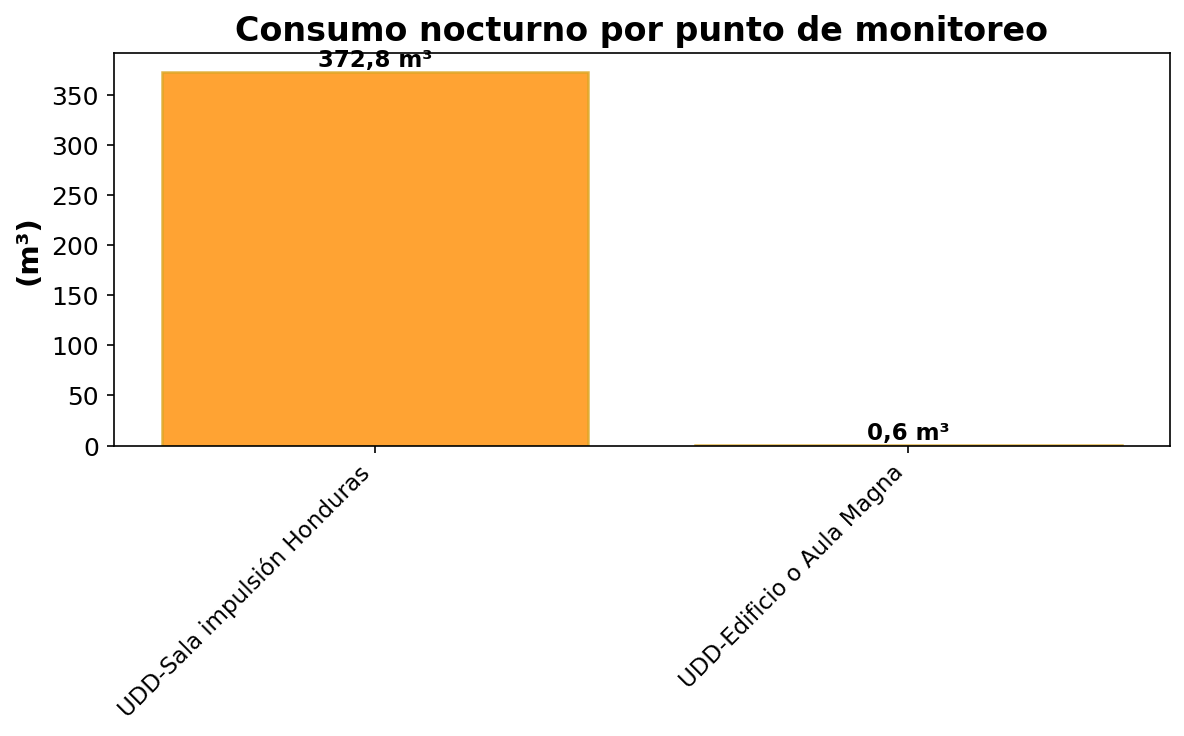 Consumo nocturno por punto de monitoreo
372,8 m³
350
300
250
200
150
100
50
0
(m³)
0,6 m³
UDD-Sala impulsión Honduras
UDD-Edificio o Aula Magna